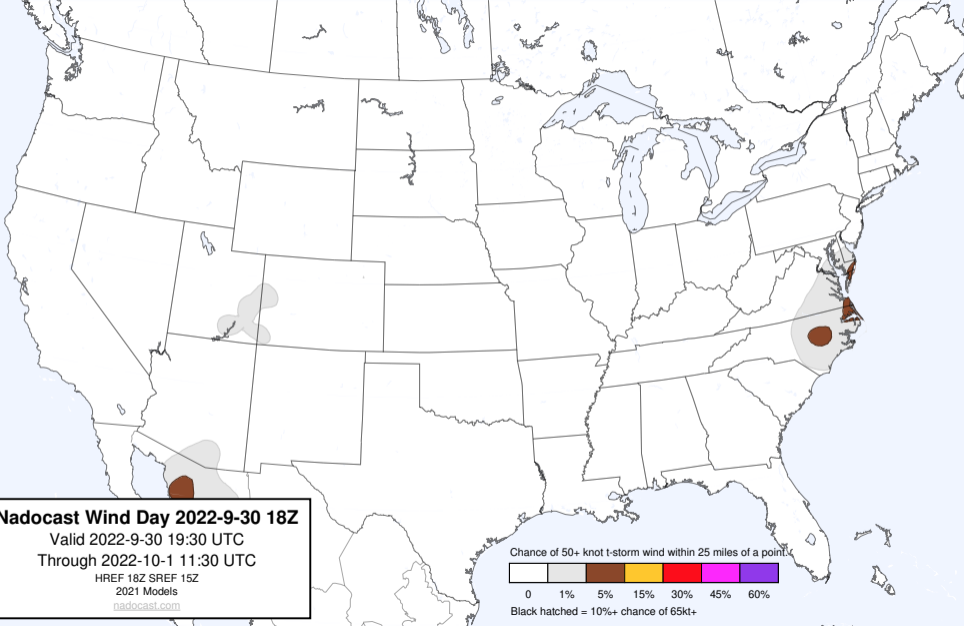 Nadocast Wind Day 2022-9-30 18Z
Valid 2022-9-30 19:30 UTC
Through 2022-10-1 11:30 UTC
HREF 18Z SREF 15Z
2021 Models
nadocast.com
Chance of 50+ knot t-storm wind within 25 miles of a point.
0 1% 5% 15% 30% 45% 60%
Black hatched = 10%+ chance of 65kt+